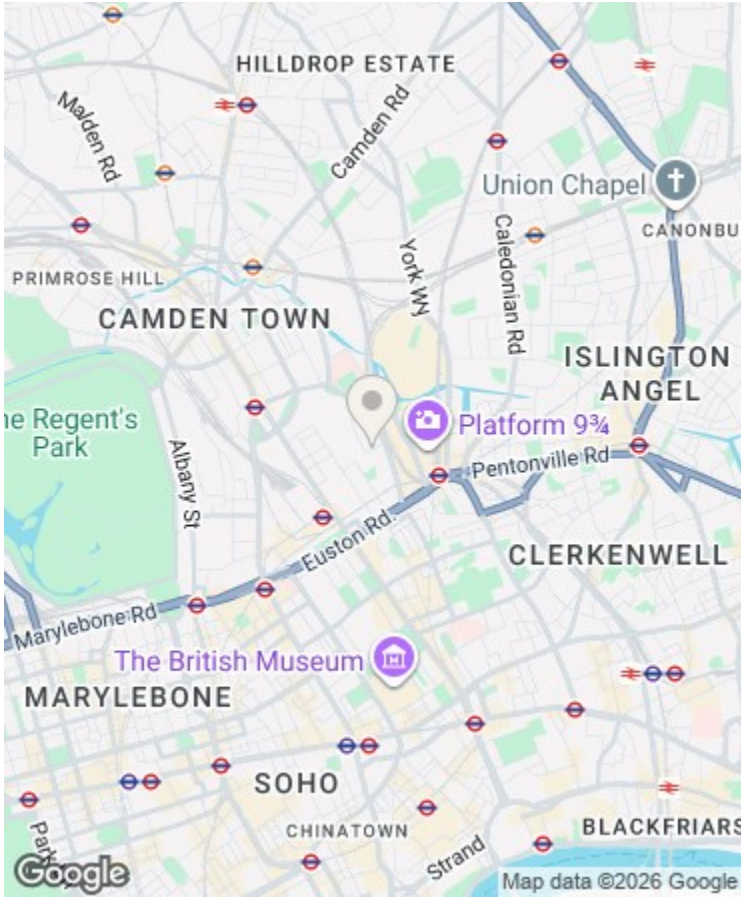 HILLDROP ESTATE
Malden Rd
Camden Rd
Union Chapel
CANONBU
York Wy
Caledonian Rd
PRIMROSE HILL
CAMDEN TOWN
ISLINGTON
ANGEL
he Regent's
Park
Albany St
Platform 9¾
Pentonville Rd
Euston Rd.
CLERKENWELL
Marylebone Rd
The British Museum
MARYLEBONE
SOHO
CHINATOWN
BLACKFRIARS
Park
Strand
Google
Map data ©2026 Google